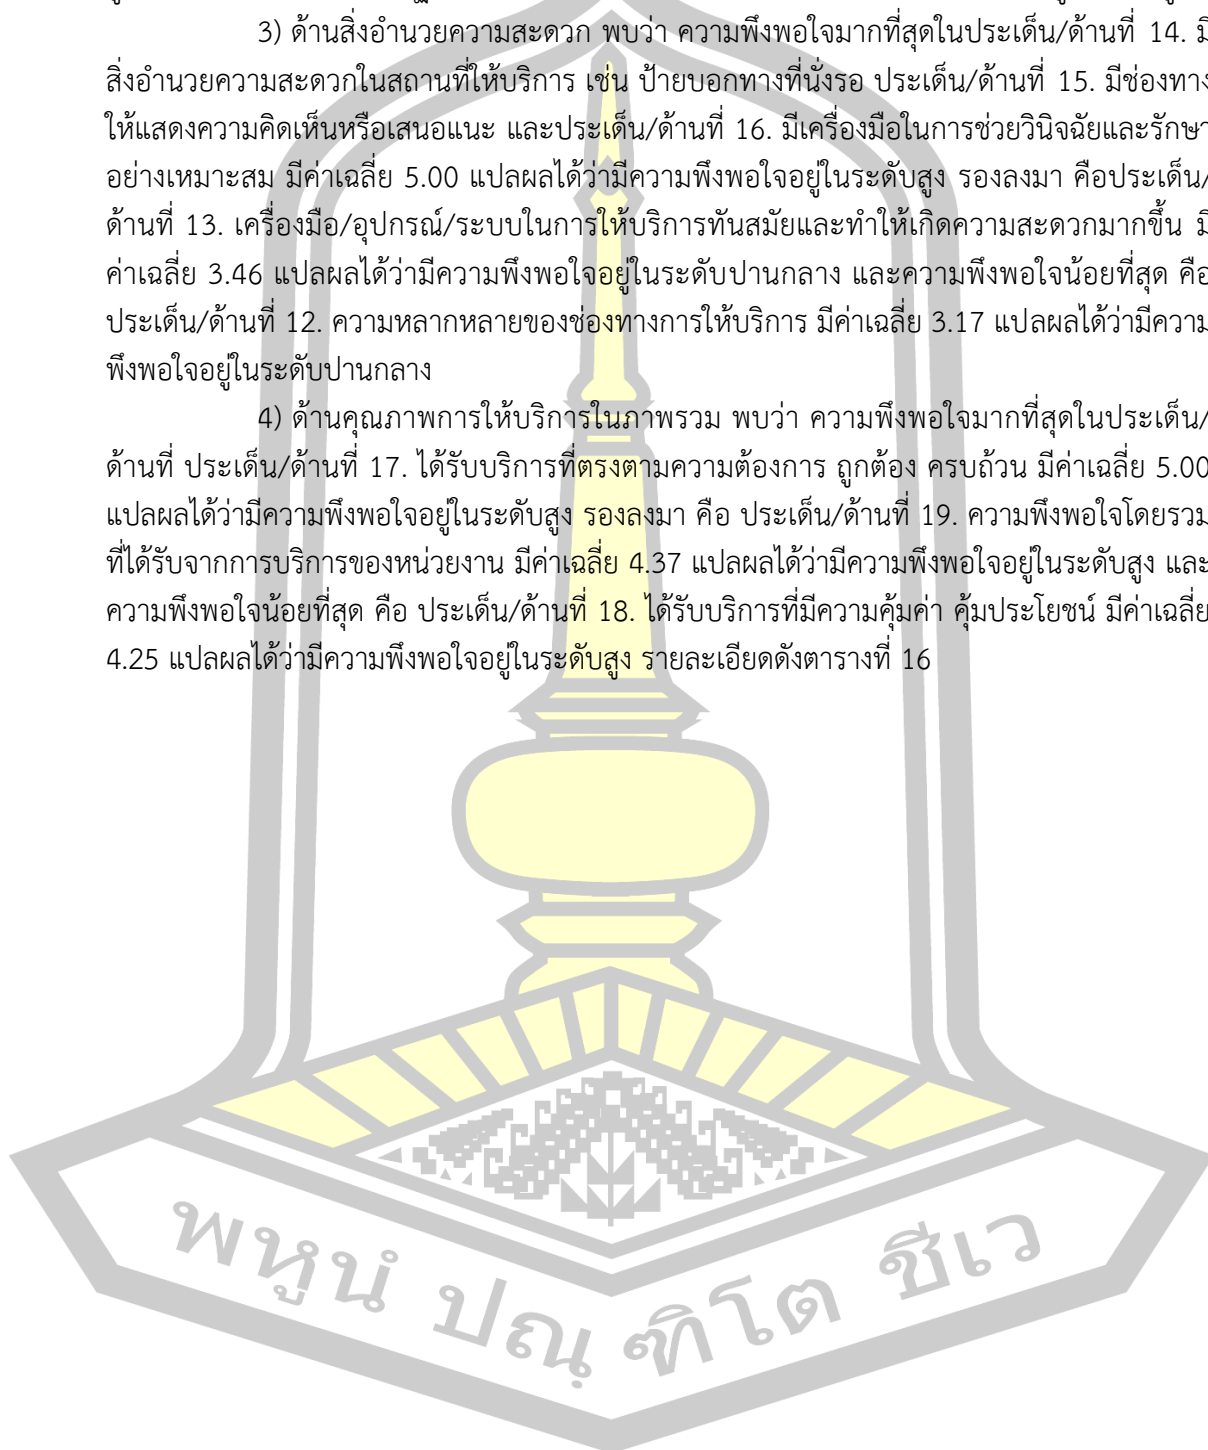 3) ด้านสิ่งอำนวยความสะดวก พบว่า ความพึงพอใจมากที่สุดในประเด็น/ด้านที่ 14. มี
สิ่งอำนวยความสะดวกในสถานที่ให้บริการ เช่น ป้ายบอกทางที่นั่งรอ ประเด็น/ด้านที่ 15. มีช่องทาง
ให้แสดงความคิดเห็นหรือเสนอแนะ และประเด็น/ด้านที่ 16. มีเครื่องมือในการช่วยวินิจฉัยและรักษา
อย่างเหมาะสม มีค่าเฉลี่ย 5.00 แปลผลได้ว่ามีความพึงพอใจอยู่ในระดับสูง รองลงมา คือประเด็น/
ด้านที่ 13. เครื่องมือ/อุปกรณ์/ระบบในการให้บริการทันสมัยและทำให้เกิดความสะดวกมากขึ้น มี
ค่าเฉลี่ย 3.46 แปลผลได้ว่ามีความพึงพอใจอยู่ในระดับปานกลาง และความพึงพอใจน้อยที่สุด คือ
ประเด็น/ด้านที่ 12. ความหลากหลายของช่องทางการให้บริการ มีค่าเฉลี่ย 3.17 แปลผลได้ว่ามีความ
พึงพอใจอยู่ในระดับปานกลาง
4) ด้านคุณภาพการให้บริการในภาพรวม พบว่า ความพึงพอใจมากที่สุดในประเด็น/
ด้านที่ ประเด็น/ด้านที่ 17. ได้รับบริการที่ตรงตามความต้องการ ถูกต้อง ครบถ้วน มีค่าเฉลี่ย 5.00
แปลผลได้ว่ามีความพึงพอใจอยู่ในระดับสูง รองลงมา คือ ประเด็น/ด้านที่ 19. ความพึงพอใจโดยรวม
ที่ได้รับจากการบริการของหน่วยงาน มีค่าเฉลี่ย 4.37 แปลผลได้ว่ามีความพึงพอใจอยู่ในระดับสูง และ
ความพึงพอใจน้อยที่สุด คือ ประเด็น/ด้านที่ 18. ได้รับบริการที่มีความคุ้มค่า คุ้มประโยชน์ มีค่าเฉลี่ย
4.25 แปลผลได้ว่ามีความพึงพอใจอยู่ในระดับสูง รายละเอียดดังตารางที่ 16
พหูนํ ปณฺ ฑิโต ชีเว